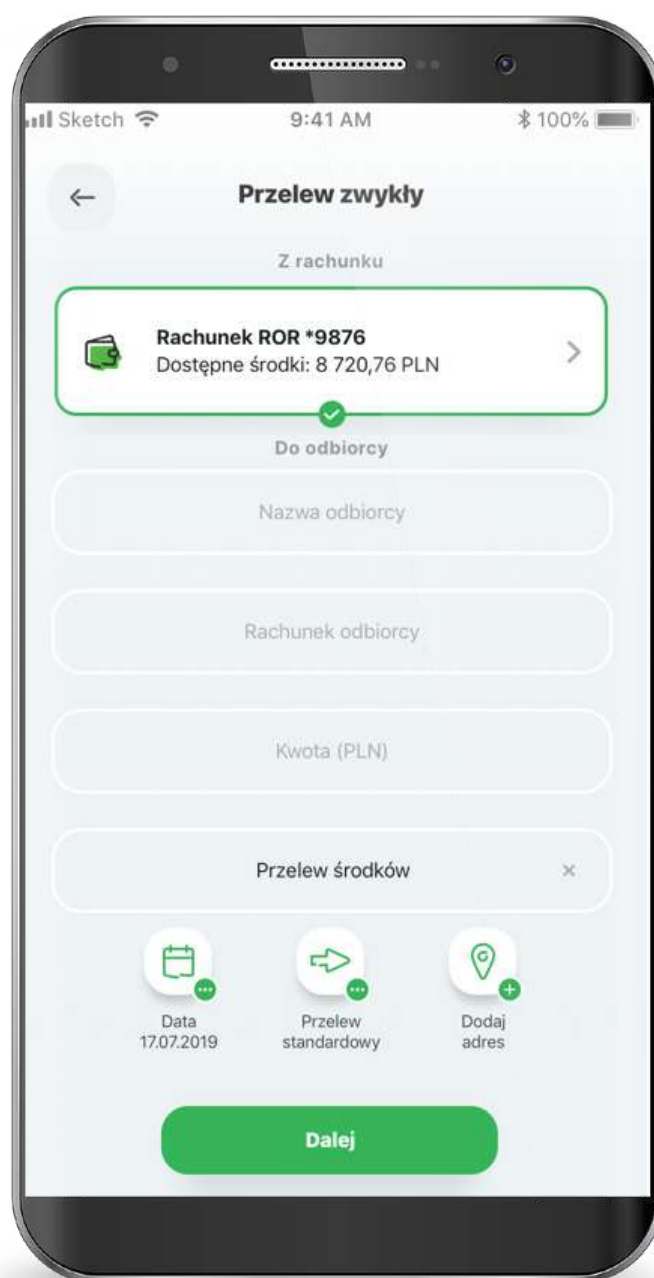 Sketch 9:41 AM 100%
Przelew zwykły
Z rachunku
Rachunek ROR *9876
Dostępne środki: 8 720,76 PLN
Do odbiorcy
Nazwa odbiorcy
Rachunek odbiorcy
Kwota (PLN)
Przelew środków
Data
17.07.2019
Przelew
standardowy
Dodaj
adres
Dalej